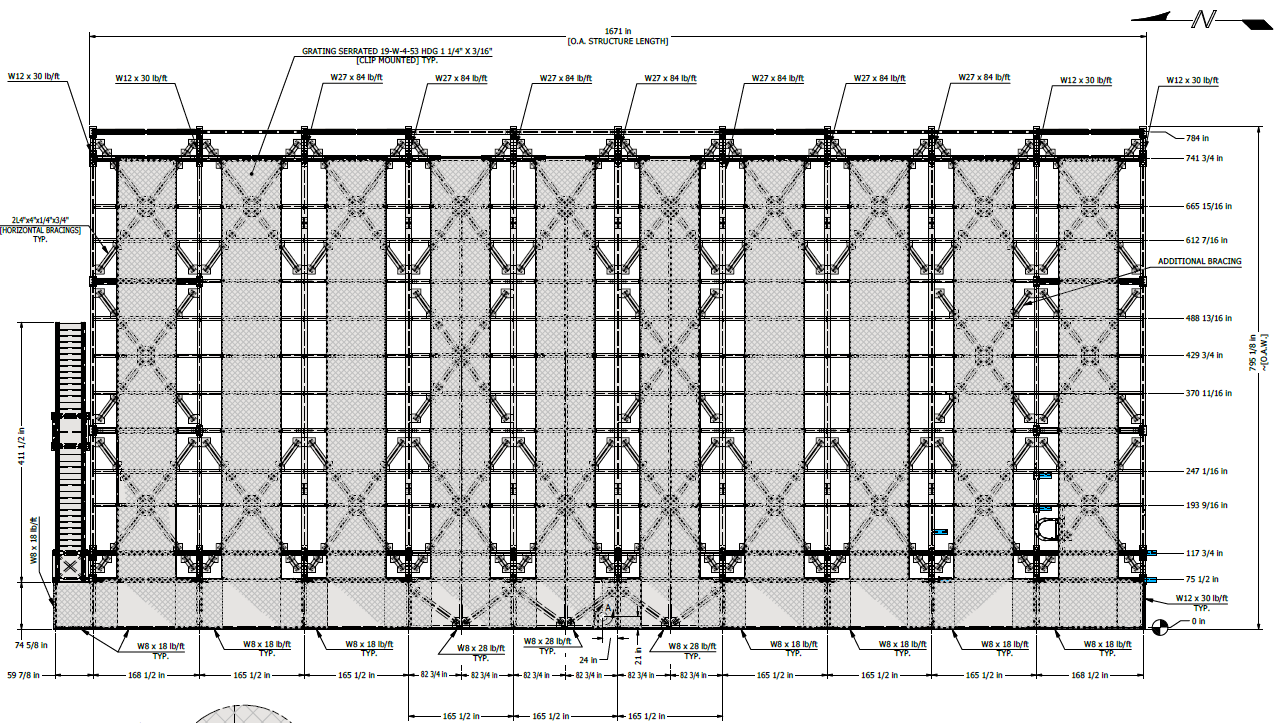 N
1671 in
[O.A. STRUCTURE LENGTH]
GRATING SERRATED 19-W-4-53 HDG 1 1/4" X 3/16"
[CLIP MOUNTED] TYP.
W12 x 30 lb/ft
W12 x 30 lb/ft
W27 x 84 lb/ft
W27 x 84 lb/ft
W27 x 84 lb/ft
W27 x 84 lb/ft
W27 x 84 lb/ft
W27 x 84 lb/ft
W27 x 84 lb/ft
W12 x 30 lb/ft
W12 x 30 lb/ft
784 in
741 3/4 in
665 15/16 in
612 7/16 in
ADDITIONAL BRACING
488 13/16 in
429 3/4 in
370 11/16 in
247 1/16 in
193 9/16 in
117 3/4 in
75 1/2 in
W12 x 30 lb/ft
TYP.
0 in
795 1/8 in
~[O.A.W.]
2L4"x4"x1/4"x3/4"
[HORIZONTAL BRACINGS]
TYP.
411 1/2 in
W8 x 18 lb/ft
74 5/8 in
A
W8 x 18 lb/ft
TYP.
W8 x 18 lb/ft
TYP.
W8 x 18 lb/ft
TYP.
W8 x 28 lb/ft
TYP.
W8 x 28 lb/ft
TYP.
24 in
21 in
W8 x 28 lb/ft
TYP.
W8 x 18 lb/ft
TYP.
W8 x 18 lb/ft
TYP.
W8 x 18 lb/ft
TYP.
W8 x 18 lb/ft
TYP.
59 7/8 in
168 1/2 in
165 1/2 in
165 1/2 in
82 3/4 in
82 3/4 in
82 3/4 in
82 3/4 in
82 3/4 in
82 3/4 in
165 1/2 in
165 1/2 in
165 1/2 in
168 1/2 in
165 1/2 in
165 1/2 in
165 1/2 in